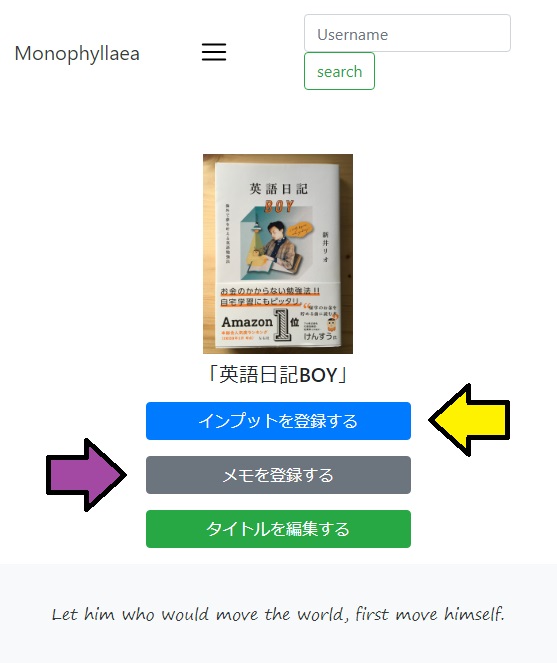 Monophyllaea
Username
search
英語日記
BOY
新井リオ
お金のかからない勉強法!!
自宅学習にもピッタリ。
Amazon 1位
けんすう氏
「英語日記BOY」
インプットを登録する
メモを登録する
タイトルを編集する
Let him who would move the world, first move himself.